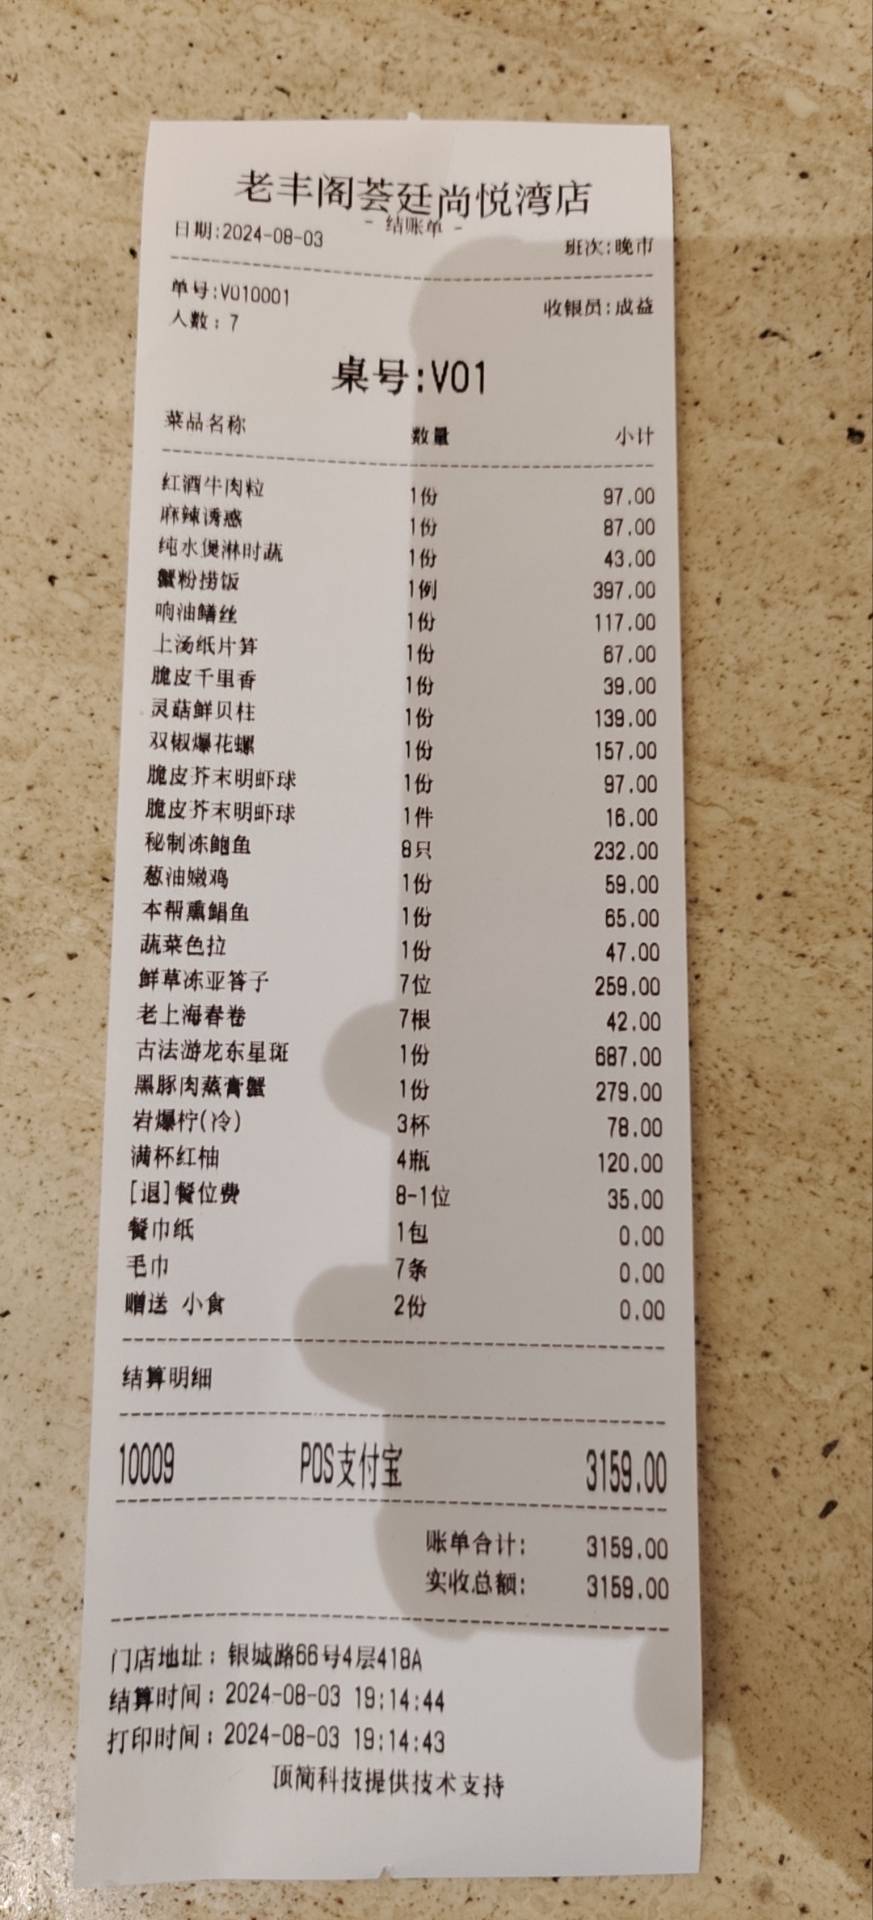 老丰阁荟廷尚悦湾店
- 结账单 -
日期:2024-08-03 班次:晚市
单号:V010001 收银员:成益
人数: 7
桌号:V01
菜品名称 数量 小计
红酒牛肉粒 1份 97.00
麻辣诱惑 1份 87.00
纯水煲淋时蔬 1份 43.00
蟹粉捞饭 1例 397.00
响油鳝丝 1份 117.00
上汤纸片笋 1份 67.00
脆皮千里香 1份 39.00
灵菇鲜贝柱 1份 139.00
双椒爆花螺 1份 157.00
脆皮芥末明虾球 1份 97.00
脆皮芥末明虾球 1件 16.00
秘制冻鲍鱼 8只 232.00
葱油嫩鸡 1份 59.00
本帮熏鲳鱼 1份 65.00
蔬菜色拉 1份 47.00
鲜草冻亚答子 7位 259.00
老上海春卷 7根 42.00
古法游龙东星斑 1份 687.00
黑豚肉蒸膏蟹 1份 279.00
岩爆柠(冷) 3杯 78.00
满杯红柚 4瓶 120.00
[退]餐位费 8-1位 35.00
餐巾纸 1包 0.00
毛巾 7条 0.00
赠送 小食 2份 0.00
结算明细
10009 POS支付宝 3159.00
账单合计: 3159.00
实收总额: 3159.00
门店地址: 银城路66号4层418A
结算时间: 2024-08-03 19:14:44
打印时间: 2024-08-03 19:14:43
顶简科技提供技术支持